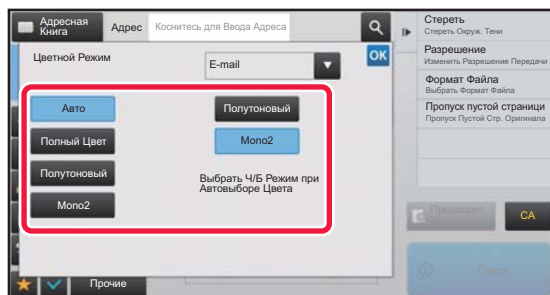 Адресная
Книга
Адрес
Коснитесь для Ввода Адреса
Стереть
Стереть Окруж. Тени
Разрешение
Изменить Разрешение Передачи
Формат Файла
Выбрать Формат Файла
Пропуск пустой страници
Пропуск Пустой Стр. Оригинала
Цветной Режим
E-mail
OK
Авто
Полный Цвет
Полутоновый
Mono2
Полутоновый
Mono2
Выбрать Ч/Б Режим при
Автовыборе Цвета
Предварит.
CA
Старт
Прочие